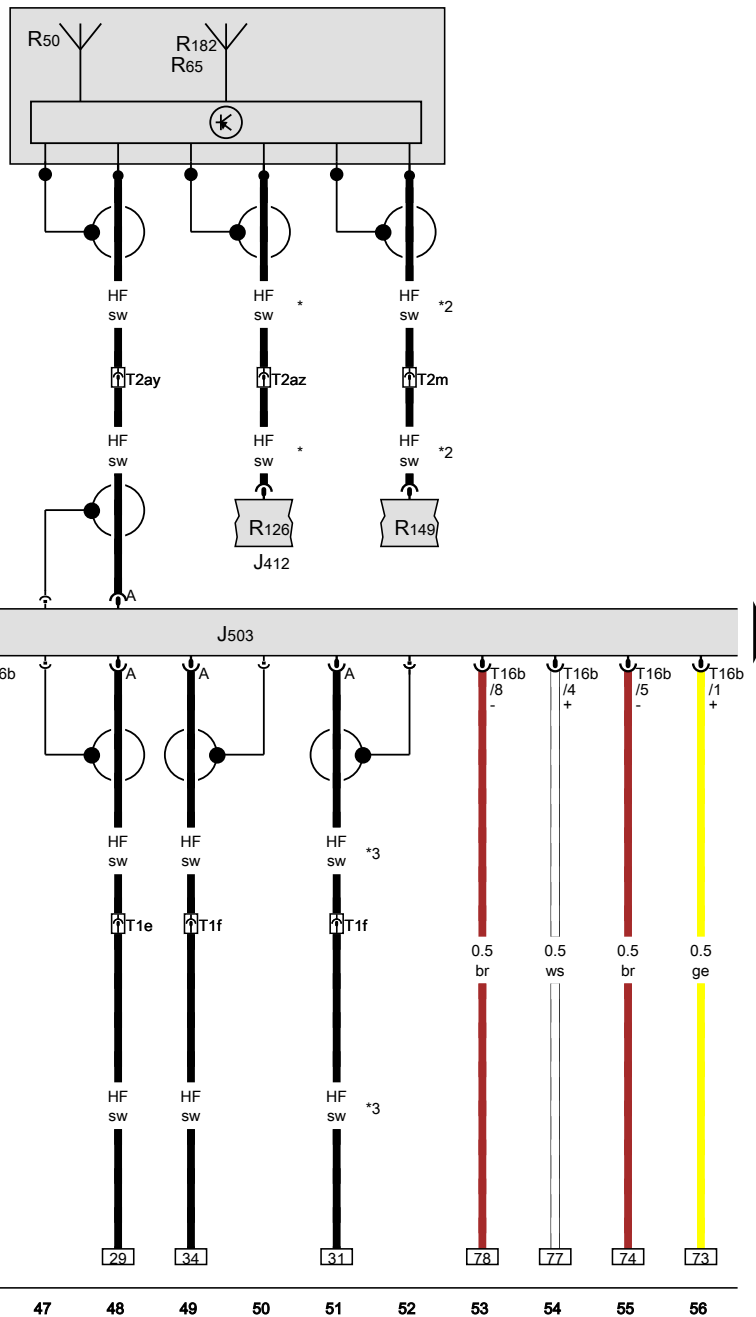 R50
R182
R65
HF HF * HF *2
sw sw sw
T2ay T2az T2m
HF HF * HF *2
sw sw sw
R126 R149
J412
A
J503
6b A A A T16b T16b T16b T16b
/8 /4 /5 /1
- + - +
HF HF HF *3
sw sw sw
T1e T1f T1f
0.5 0.5 0.5 0.5
br ws br ge
HF HF HF *3
sw sw sw
29 34 31 78 77 74 73
47 48 49 50 51 52 53 54 55 56